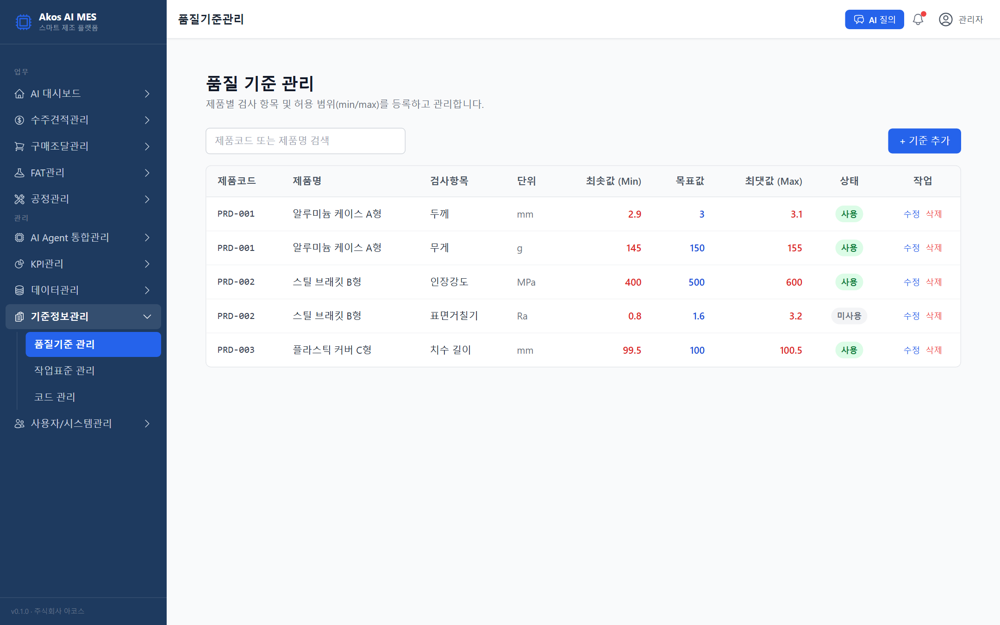 Akos AI MES
스마트 제조 플랫폼
업무
AI 대시보드
수주견적관리
구매조달관리
FAT관리
공정관리
관리
AI Agent 통합관리
KPI관리
데이터관리
기준정보관리
품질기준 관리
작업표준 관리
코드 관리
사용자/시스템관리
v0.1.0 · 주식회사 아코스
품질기준관리
AI 질의
관리자
품질 기준 관리
제품별 검사 항목 및 허용 범위(min/max)를 등록하고 관리합니다.
제품코드 또는 제품명 검색
+ 기준 추가
제품코드 제품명 검사항목 단위 최솟값 (Min) 목표값 최댓값 (Max) 상태 작업
PRD-001 알루미늄 케이스 A형 두께 mm 2.9 3 3.1 사용 수정 삭제
PRD-001 알루미늄 케이스 A형 무게 g 145 150 155 사용 수정 삭제
PRD-002 스틸 브래킷 B형 인장강도 MPa 400 500 600 사용 수정 삭제
PRD-002 스틸 브래킷 B형 표면거칠기 Ra 0.8 1.6 3.2 미사용 수정 삭제
PRD-003 플라스틱 커버 C형 치수 길이 mm 99.5 100 100.5 사용 수정 삭제